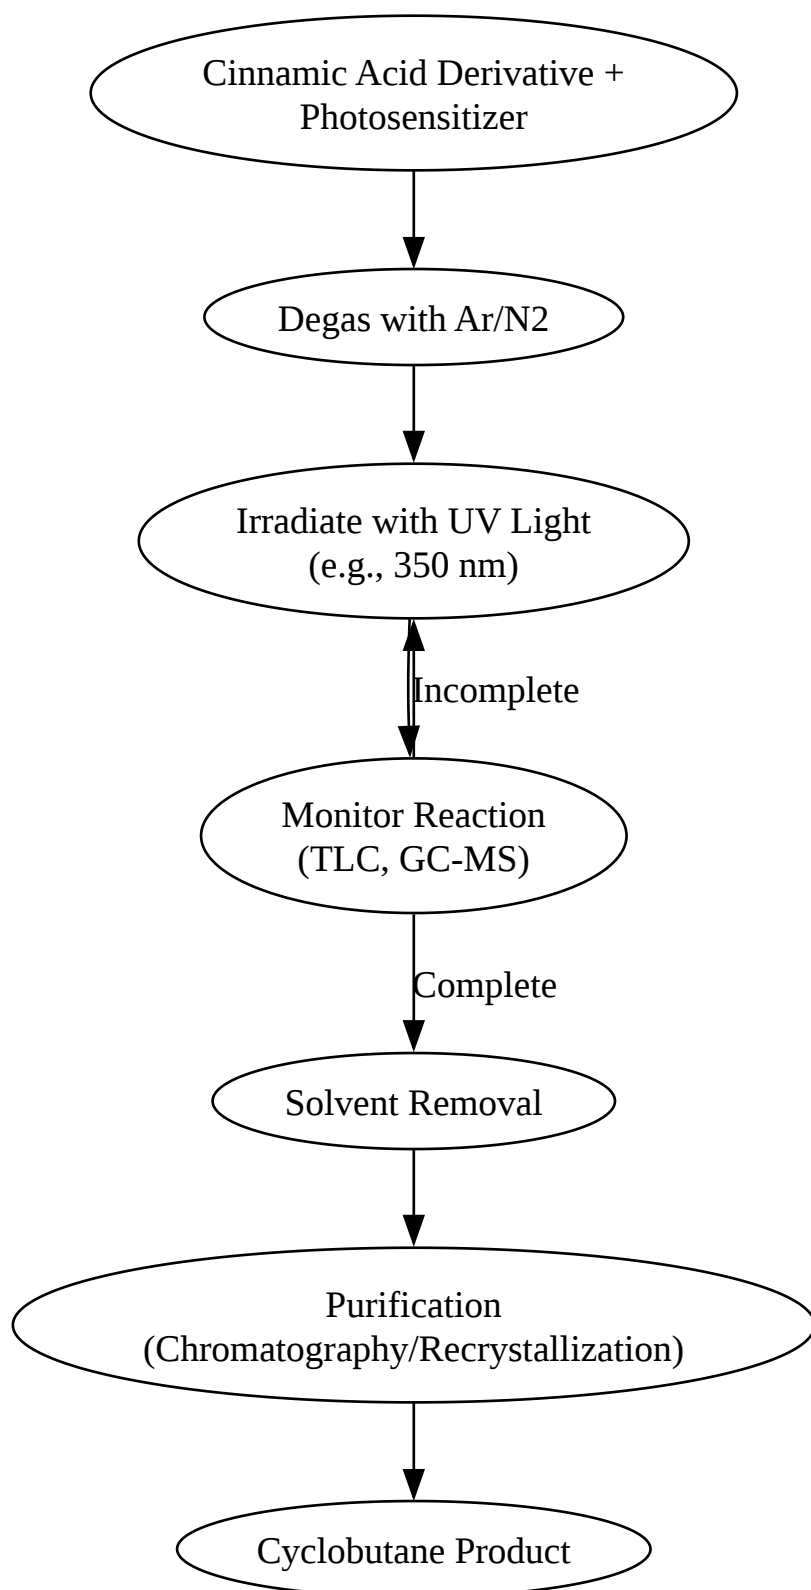 Cinnamic Acid Derivative +
Photosensitizer
Degas with Ar/N2
Irradiate with UV Light
(e.g., 350 nm)
Incomplete
Monitor Reaction
(TLC, GC-MS)
Complete
Solvent Removal
Purification
(Chromatography/Recrystallization)
Cyclobutane Product